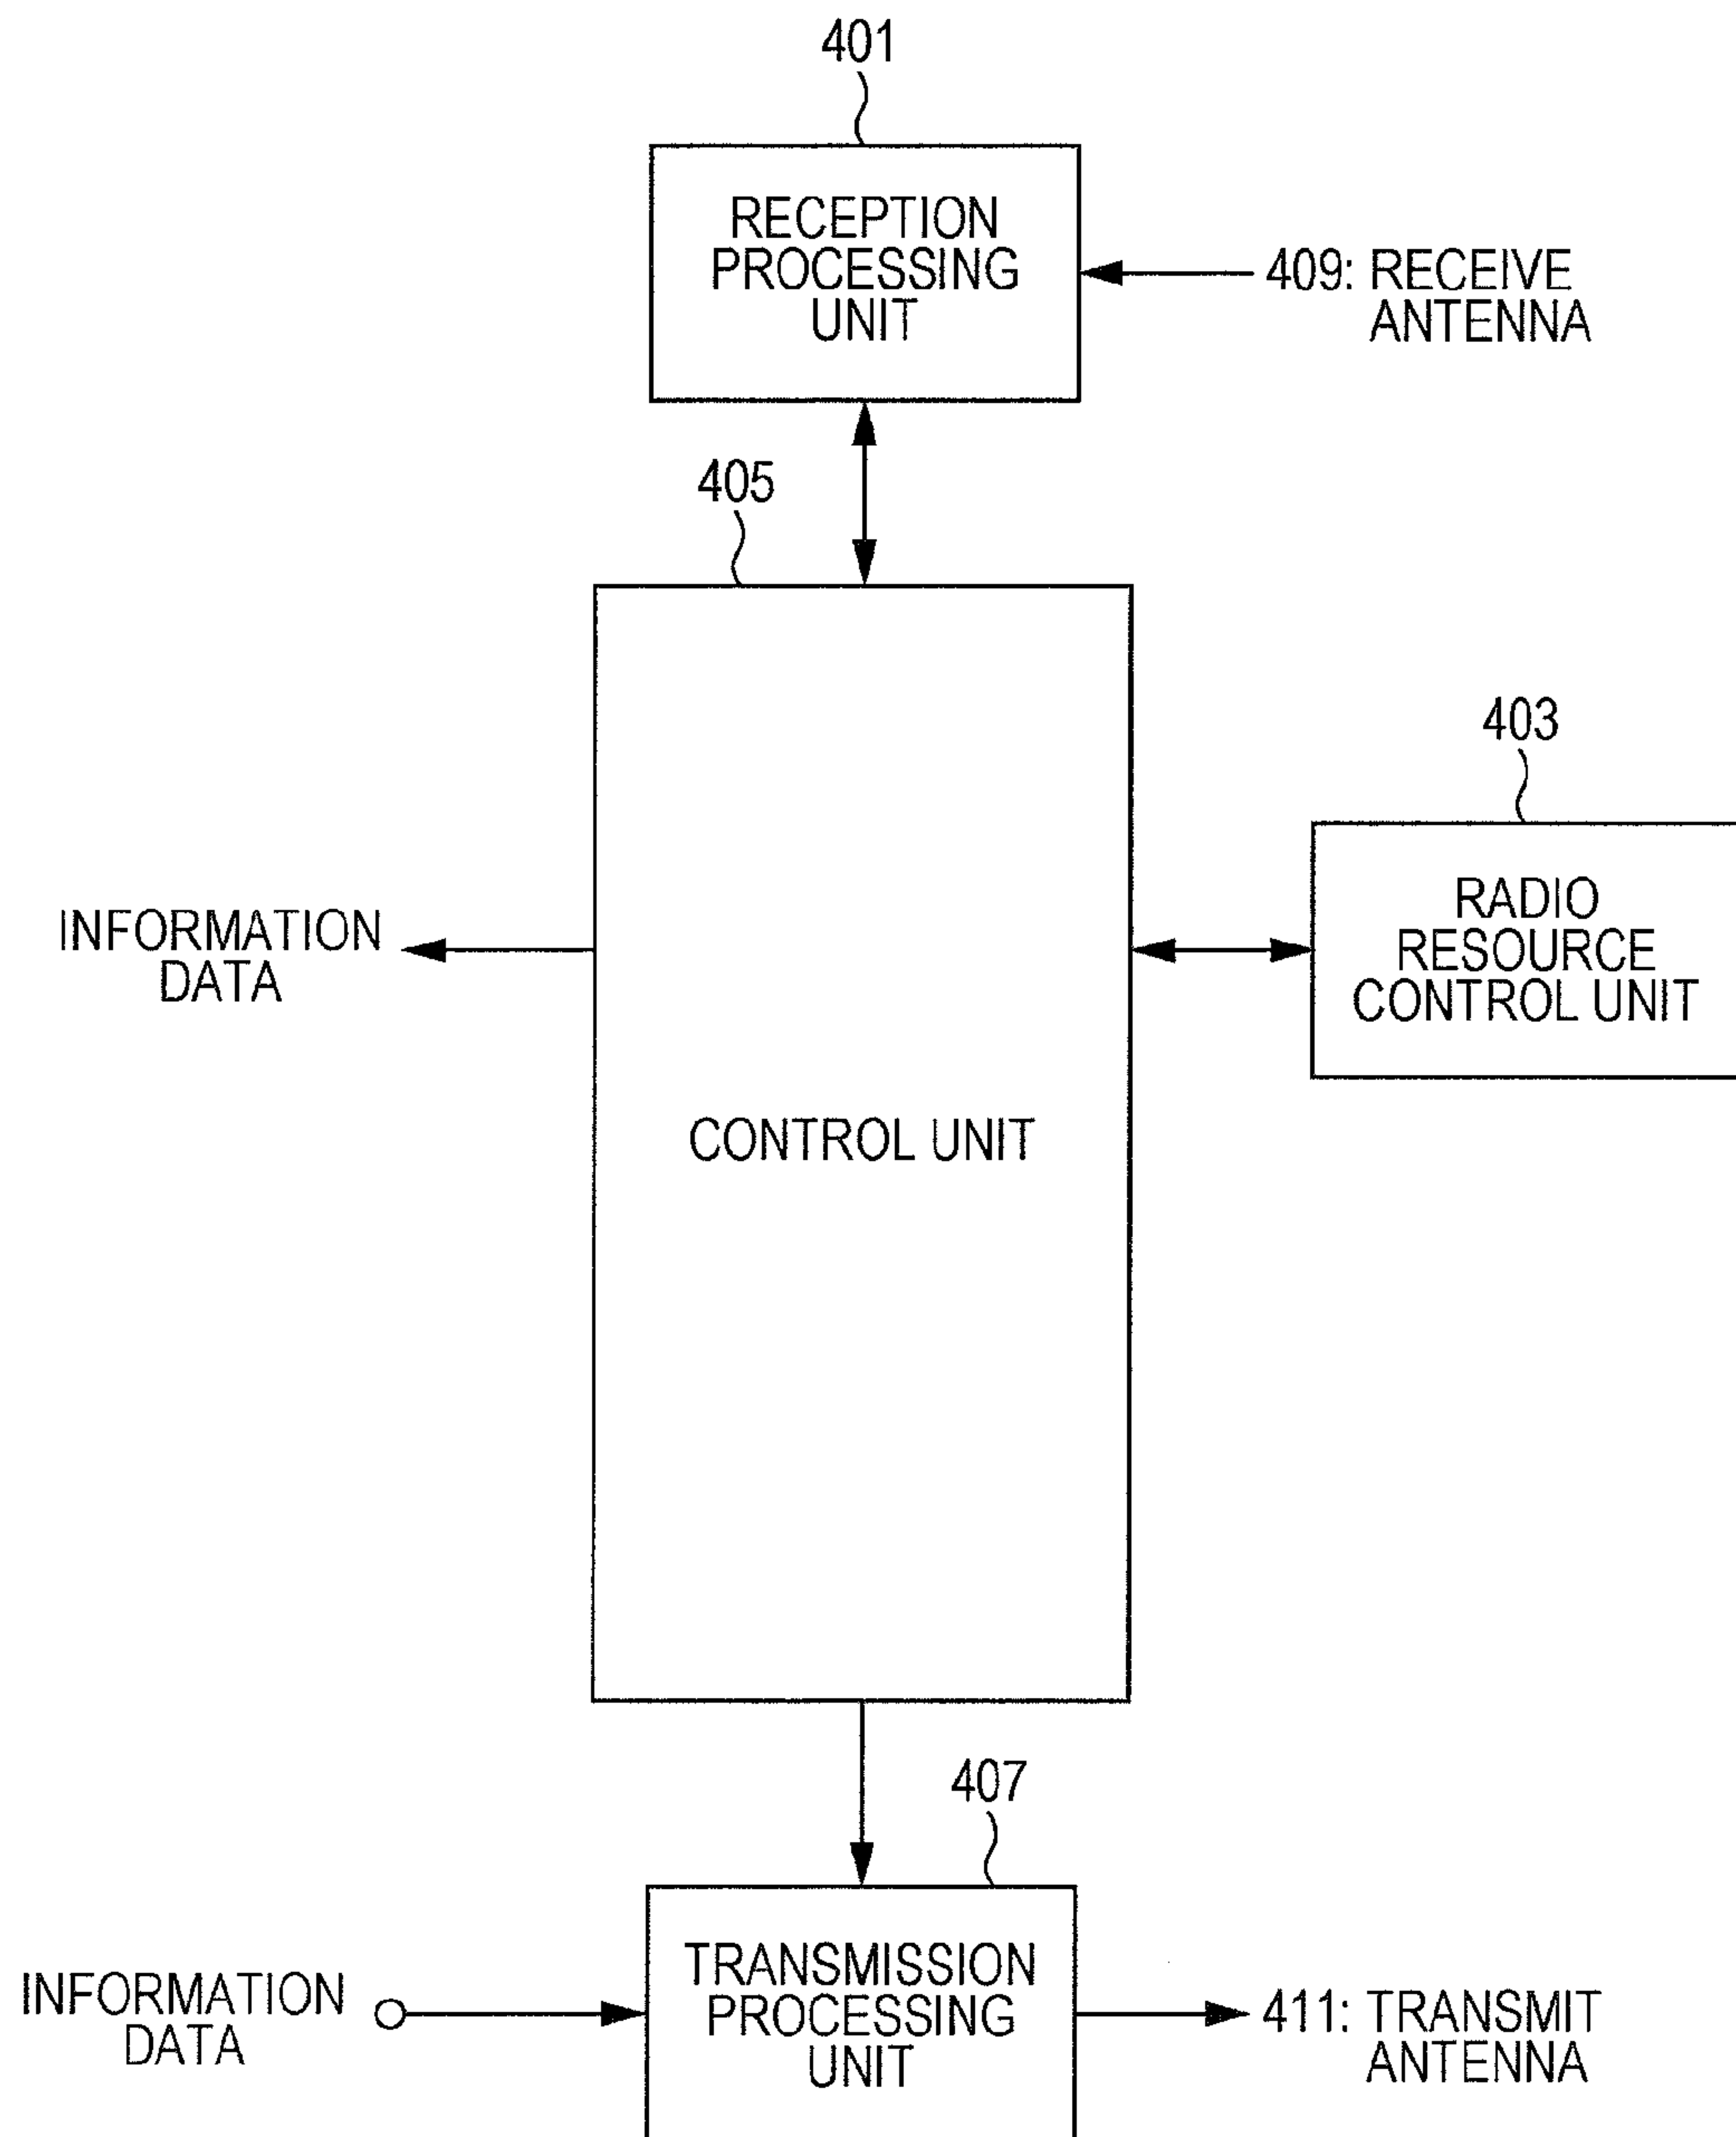 401
RECEPTION
PROCESSING
UNIT
409: RECEIVE
ANTENNA
405
403
RADIO
RESOURCE
CONTROL UNIT
INFORMATION
DATA
CONTROL UNIT
407
TRANSMISSION
PROCESSING
UNIT
INFORMATION
DATA
411: TRANSMIT
ANTENNA